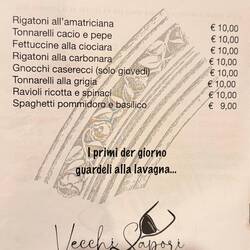 Rigatoni all'amatriciana € 10,00
Tonnarelli cacio e pepe € 10,00
Fettuccine alla ciociara € 10,00
Rigatoni alla carbonara € 10,00
Gnocchi caserecci (solo giovedi) € 10,00
Tonnarelli alla grigia € 10,00
Ravioli ricotta e spinaci € 10,00
Spaghetti pommidoro e basilico € 9,00
I primi der giorno
guardeli alla lavagna...
Vecchi Sapori